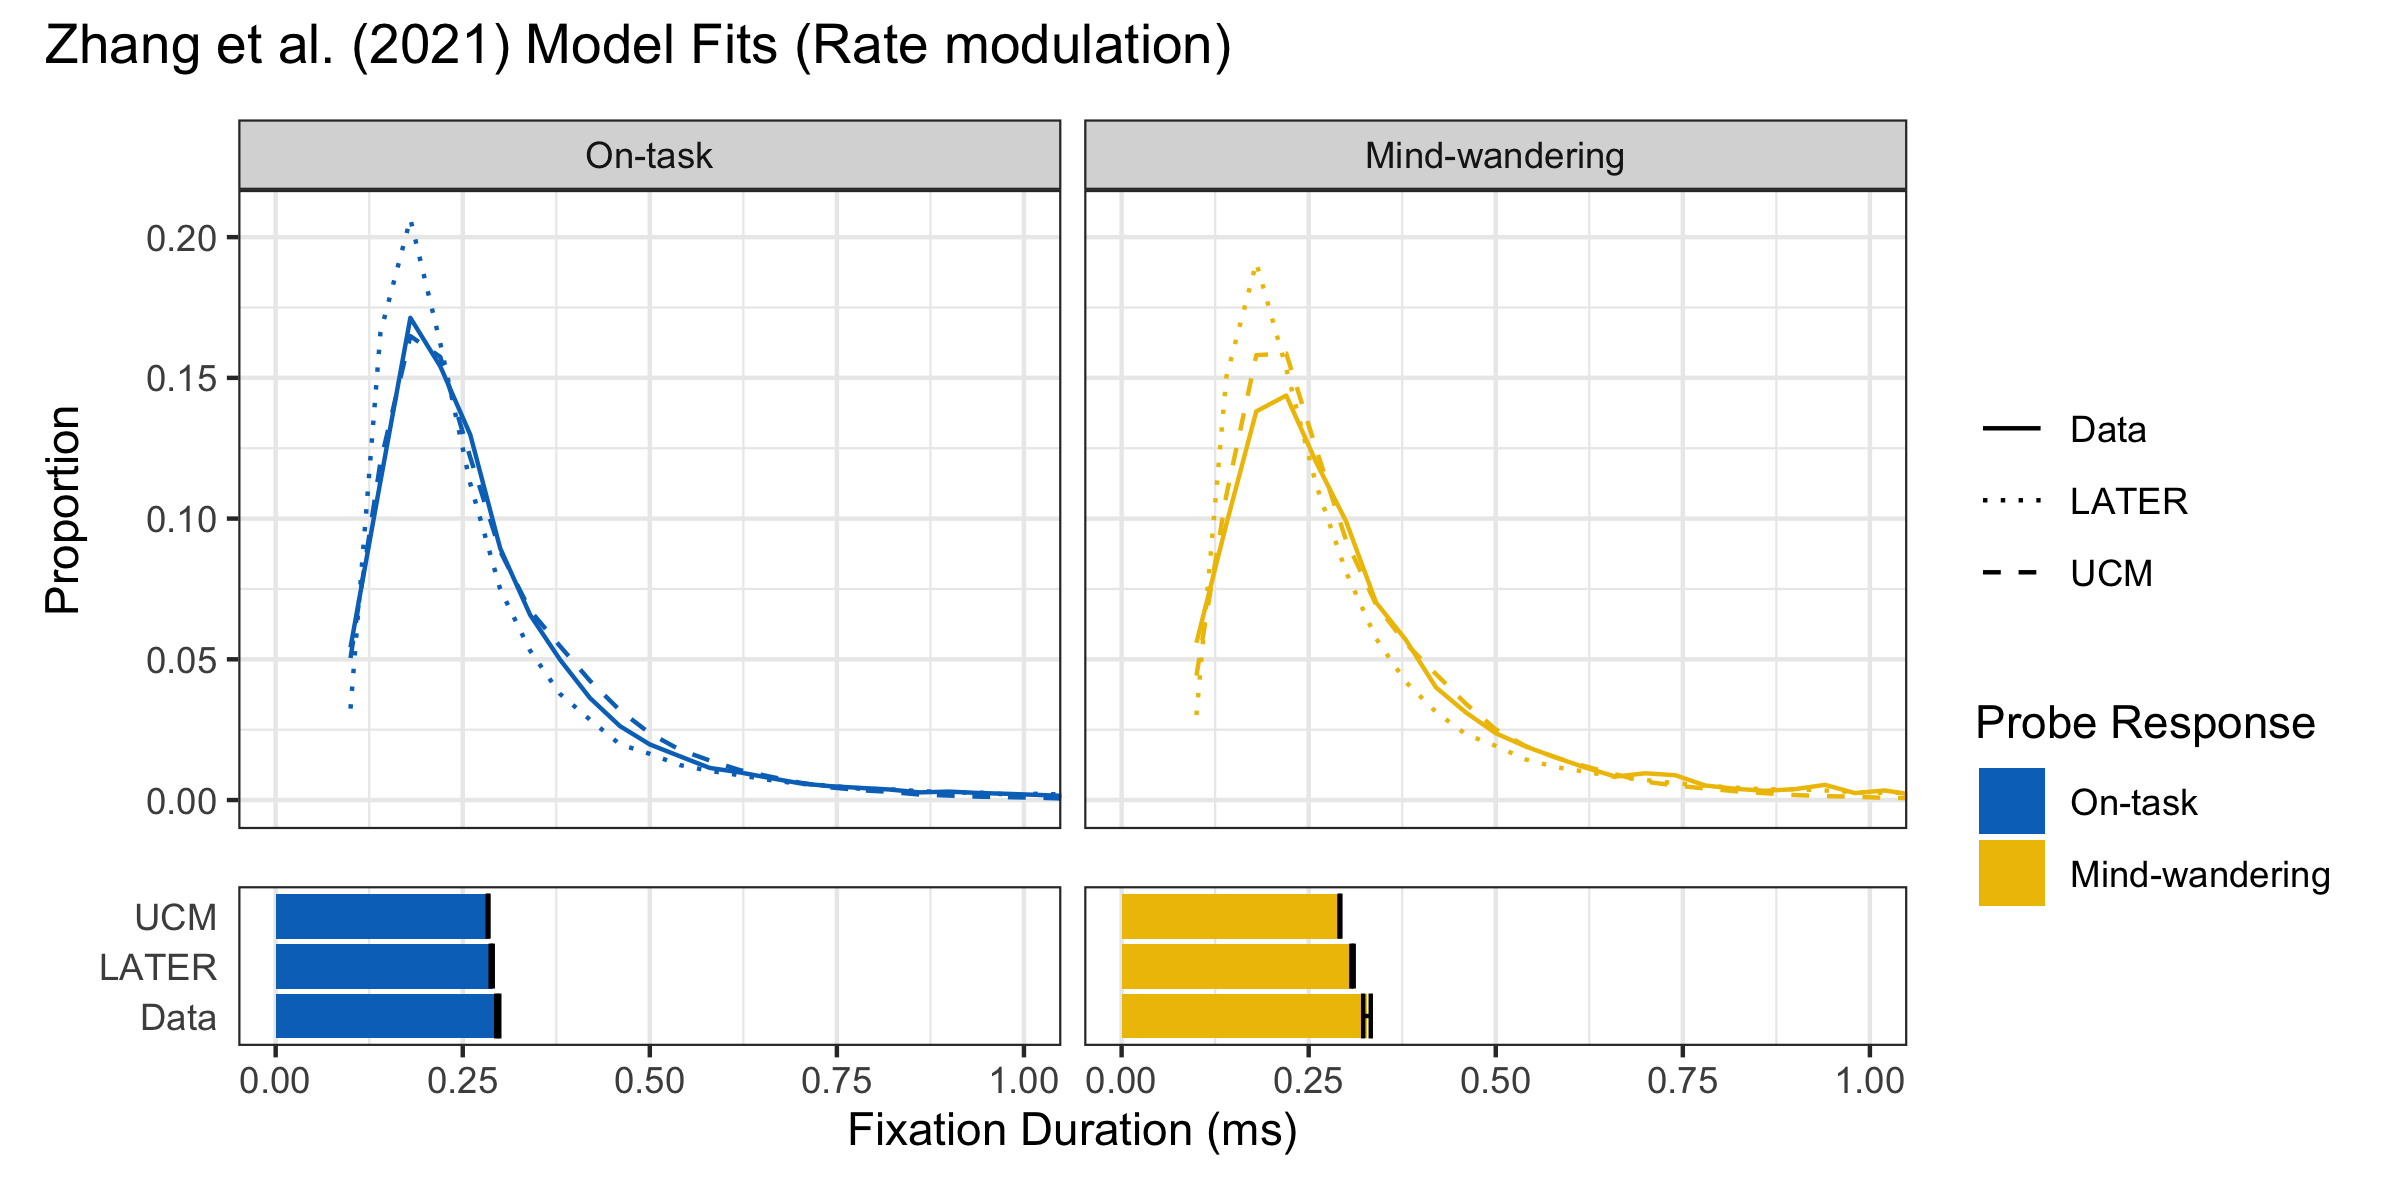 Zhang et al. (2021) Model Fits (Rate modulation)
On-task
Mind-wandering
Proportion
0.20
0.15
0.10
0.05
0.00
Data
LATER
UCM
Probe Response
On-task
Mind-wandering
UCM
LATER
Data
0.00 0.25 0.50 0.75 1.00 0.00 0.25 0.50 0.75 1.00
Fixation Duration (ms)